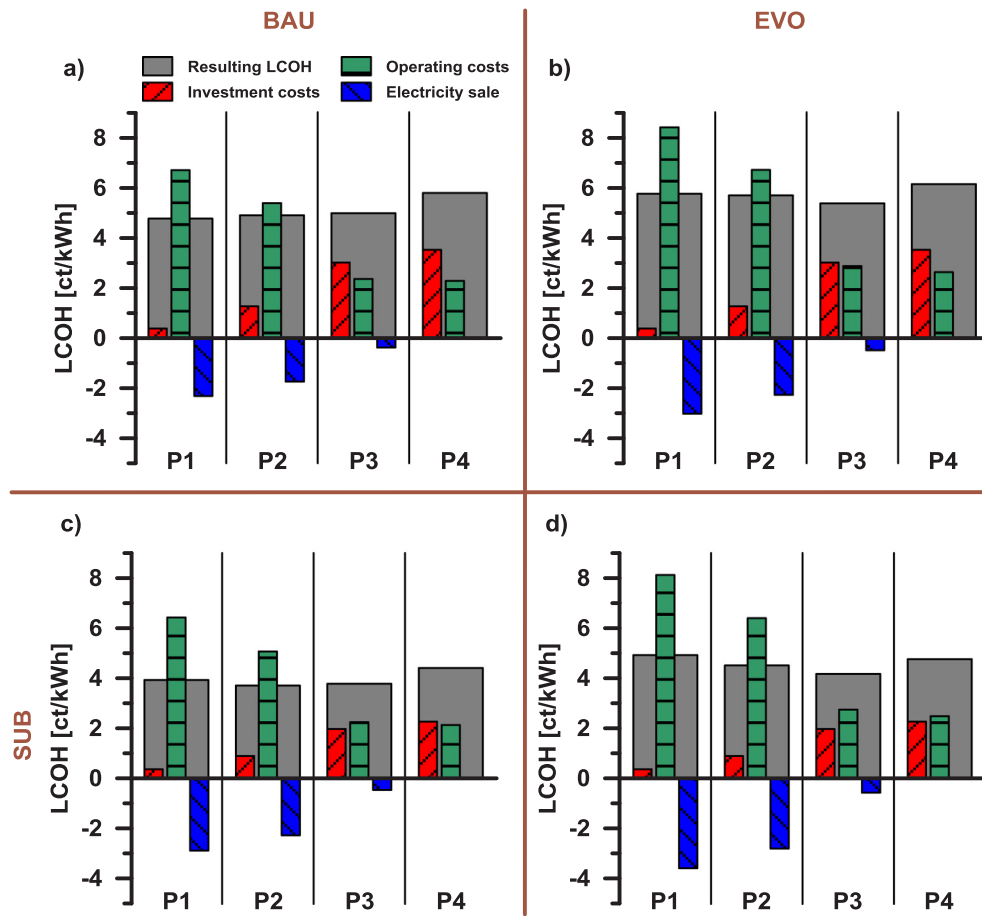 BAU
EVO
a)
Resulting LCOH
Operating costs
Investment costs
Electricity sale
LCOH [ct/kWh]
8
6
4
2
0
-2
-4
P1
P2
P3
P4
b)
LCOH [ct/kWh]
8
6
4
2
0
-2
-4
P1
P2
P3
P4
SUB
c)
LCOH [ct/kWh]
8
6
4
2
0
-2
-4
P1
P2
P3
P4
d)
LCOH [ct/kWh]
8
6
4
2
0
-2
-4
P1
P2
P3
P4